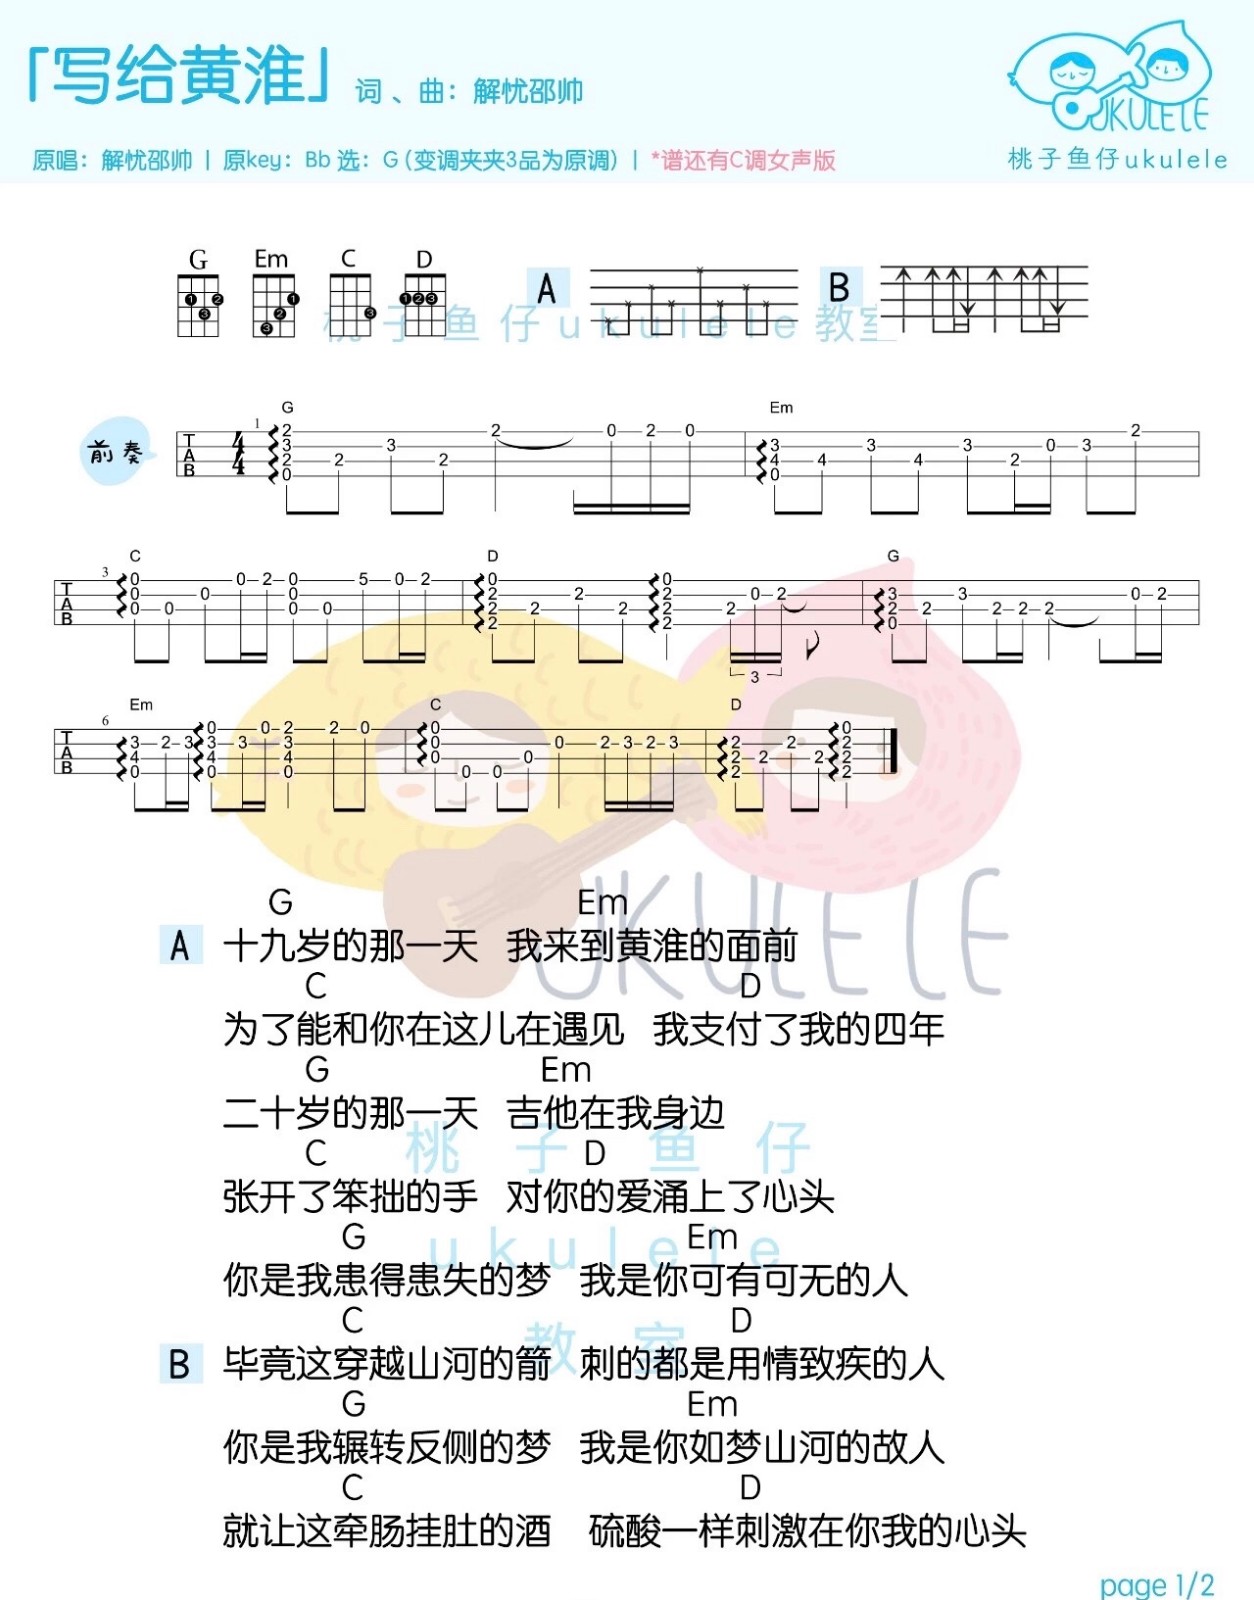 「写给黄淮」 词 、曲：解忧邵帅
原唱：解忧邵帅 | 原key：Bb 选：G（变调夹夹3品为原调） | *谱还有C调女声版
UKULELE
桃子鱼仔ukulele
G Em C D A B
桃子鱼仔ukulele教室
前奏
G Em
C D G
Em C D
UKULELE
G Em
A 十九岁的那一天 我来到黄淮的面前
C D
为了能和你在这儿在遇见 我支付了我的四年
G Em
二十岁的那一天 吉他在我身边
桃子鱼仔
C D
张开了笨拙的手 对你的爱涌上了心头
G Em
ukulele
你是我患得患失的梦 我是你可有可无的人
C D
教室
B 毕竟这穿越山河的箭 刺的都是用情致疾的人
G Em
你是我辗转反侧的梦 我是你如梦山河的故人
C D
就让这牵肠挂肚的酒 硫酸一样刺激在你我的心头
page 1/2